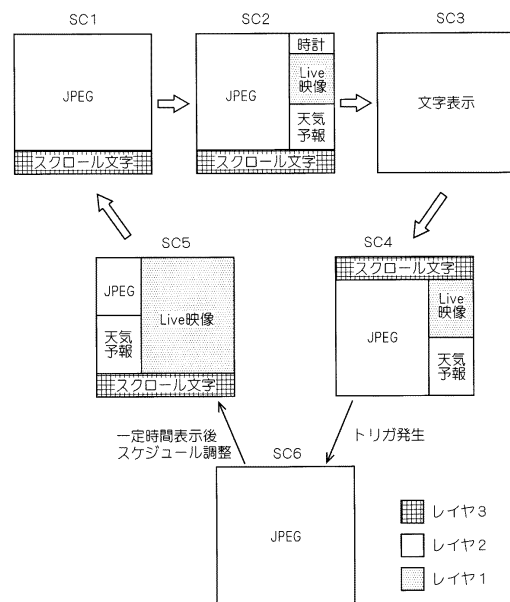 SC1
JPEG
スクロール文字
SC2
JPEG
時計
Live
映像
天気
予報
スクロール文字
SC3
文字表示
SC5
JPEG
天気
予報
Live映像
スクロール文字
SC4
スクロール文字
JPEG
Live
映像
天気
予報
一定時間表示後
スケジュール調整
トリガ発生
SC6
JPEG
レイヤ3
レイヤ2
レイヤ1